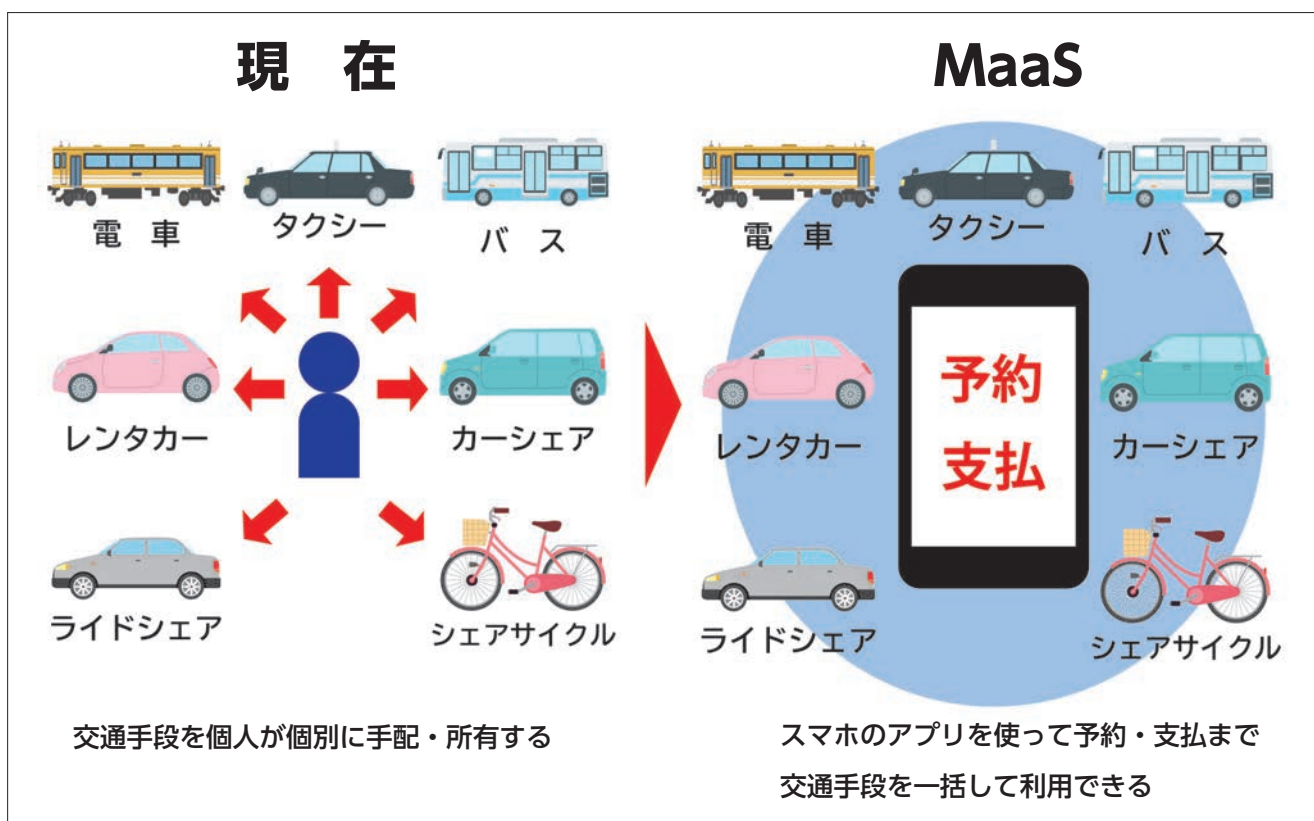 現 在
電 車
タクシー
バ ス
レンタカー
カーシェア
ライドシェア
シェアサイクル
交通手段を個人が個別に手配・所有する
MaaS
電 車
タクシー
バ ス
レンタカー
予約
支払
カーシェア
ライドシェア
シェアサイクル
スマホのアプリを使って予約・支払まで
交通手段を一括して利用できる